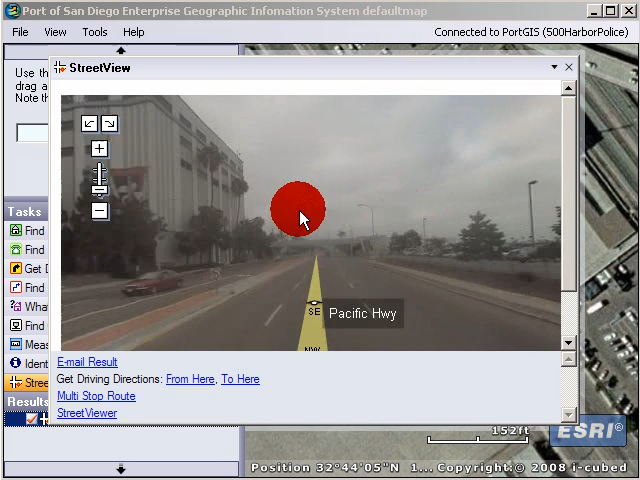 Port of San Diego Enterprise Geographic Infomation System defaultmap
File View Tools Help
Connected to PortGIS (500HarborPolice)
Use th
drag a
Note th
StreetView
SE
Pacific Hwy
NW
Tasks
Find
Find
Get D
Find
Wha
Find
Meas
Ident
Stree
Results
E-mail Result
Get Driving Directions: From Here, To Here
Multi Stop Route
StreetViewer
152ft
ESRI®
Position 32°44'05"N 1... Copyright:© 2008 i-cubed